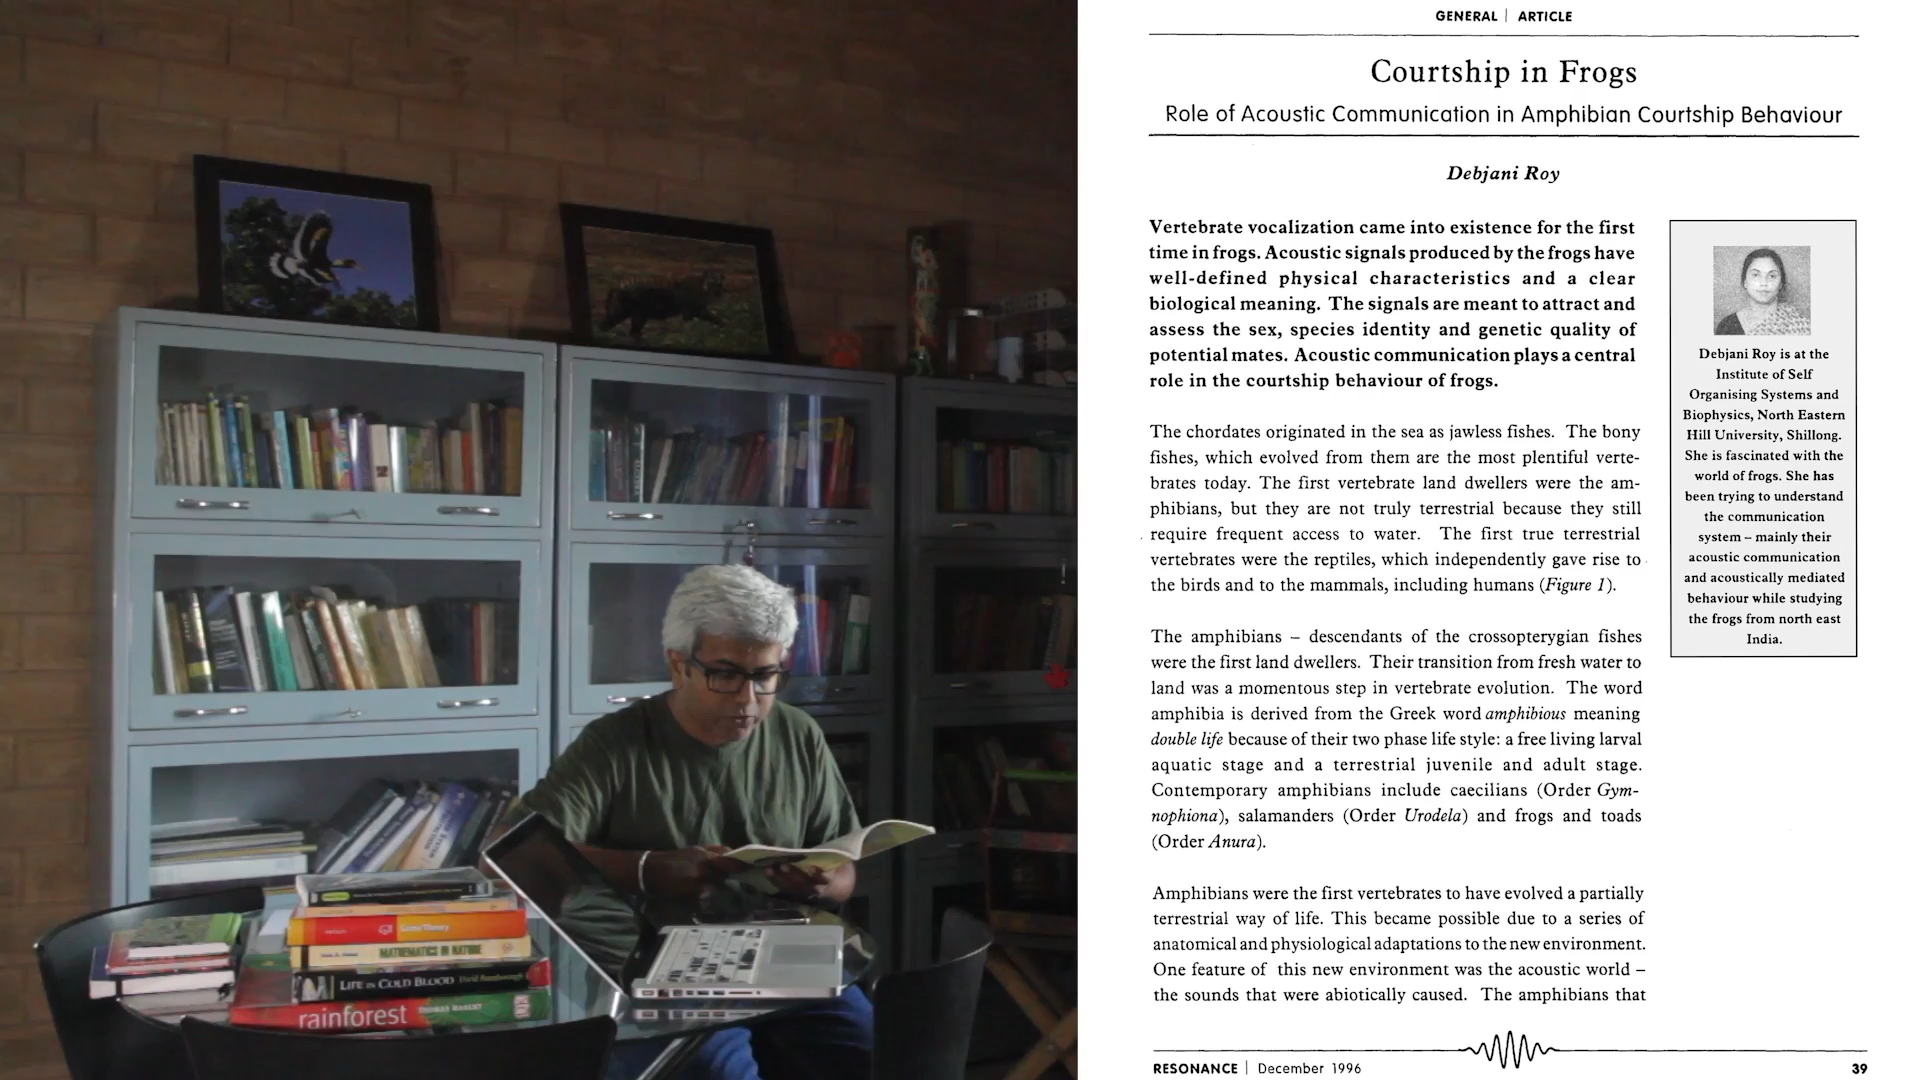 Game Theory
MATHEMATICS IN NATURE
LIFE IN COLD BLOOD David Attenborough
rainforest THOMAS MARENT
GENERAL | ARTICLE
Courtship in Frogs
Role of Acoustic Communication in Amphibian Courtship Behaviour
Debjani Roy
Vertebrate vocalization came into existence for the first
time in frogs. Acoustic signals produced by the frogs have
well-defined physical characteristics and a clear
biological meaning. The signals are meant to attract and
assess the sex, species identity and genetic quality of
potential mates. Acoustic communication plays a central
role in the courtship behaviour of frogs.
The chordates originated in the sea as jawless fishes. The bony
fishes, which evolved from them are the most plentiful verte-
brates today. The first vertebrate land dwellers were the am-
phibians, but they are not truly terrestrial because they still
require frequent access to water. The first true terrestrial
vertebrates were the reptiles, which independently gave rise to
the birds and to the mammals, including humans (Figure 1).
The amphibians – descendants of the crossopterygian fishes
were the first land dwellers. Their transition from fresh water to
land was a momentous step in vertebrate evolution. The word
amphibia is derived from the Greek word amphibious meaning
double life because of their two phase life style: a free living larval
aquatic stage and a terrestrial juvenile and adult stage.
Contemporary amphibians include caecilians (Order Gym-
nophiona), salamanders (Order Urodela) and frogs and toads
(Order Anura).
Amphibians were the first vertebrates to have evolved a partially
terrestrial way of life. This became possible due to a series of
anatomical and physiological adaptations to the new environment.
One feature of this new environment was the acoustic world –
the sounds that were abiotically caused. The amphibians that
Debjani Roy is at the
Institute of Self
Organising Systems and
Biophysics, North Eastern
Hill University, Shillong.
She is fascinated with the
world of frogs. She has
been trying to understand
the communication
system – mainly their
acoustic communication
and acoustically mediated
behaviour while studying
the frogs from north east
India.
RESONANCE | December 1996
39